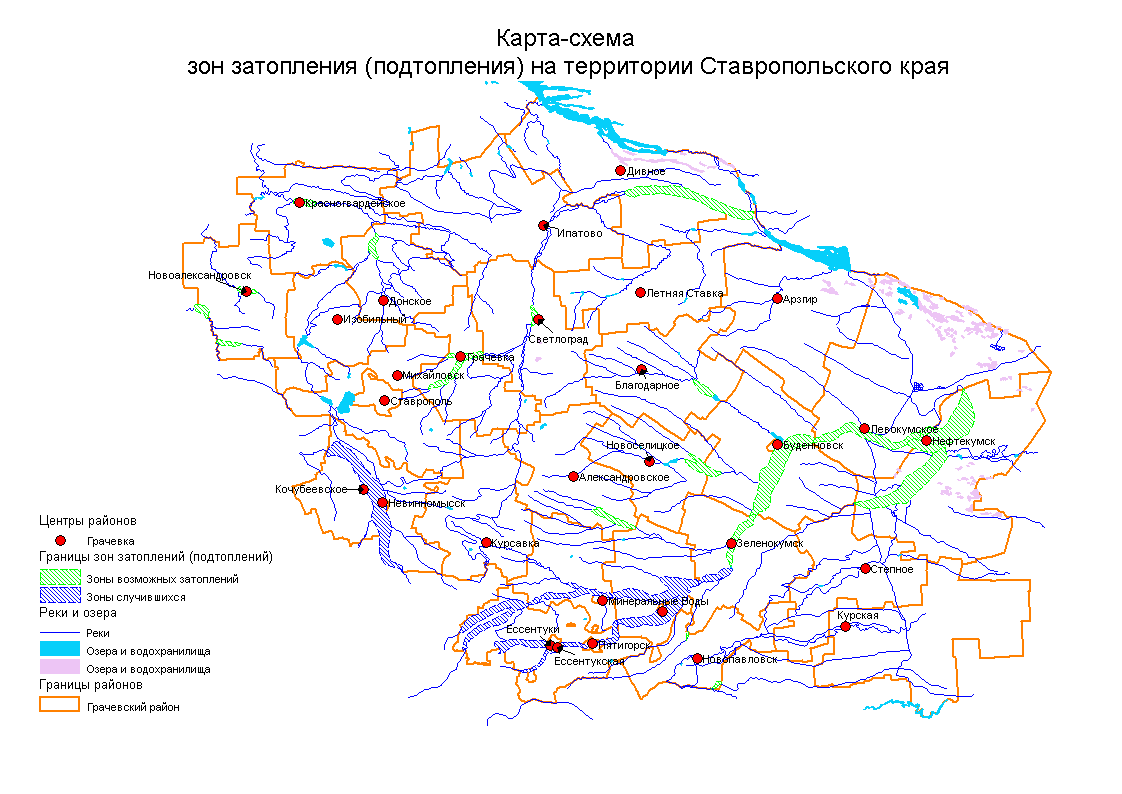 Карта-схема
зон затопления (подтопления) на территории Ставропольского края
Дивное
Красногвардейское
Ипатово
Новоалександровск
Летняя Ставка
Арзгир
Донское
Изобильный
Светлоград
Грачевка
Михайловск
Благодарное
Ставрополь
Левокумское
Нефтекумск
Новоселицкое
Буденновск
Александровское
Кочубеевское
Невинномысск
Курсавка
Зеленокумск
Степное
Минеральные Воды
Курская
Ессентуки
Пятигорск
Ессентукская
Новопавловск
Центры районов
Грачевка
Границы зон затоплений (подтоплений)
Зоны возможных затоплений
Зоны случившихся
Реки и озера
Реки
Озера и водохранилища
Озера и водохранилища
Границы районов
Грачевский район